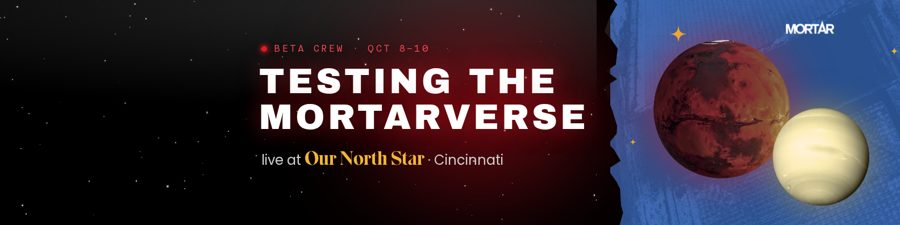 BETA CREW · OCT 8–10
TESTING THE
MORTARVERSE
live at Our North Star · Cincinnati
MORTAR